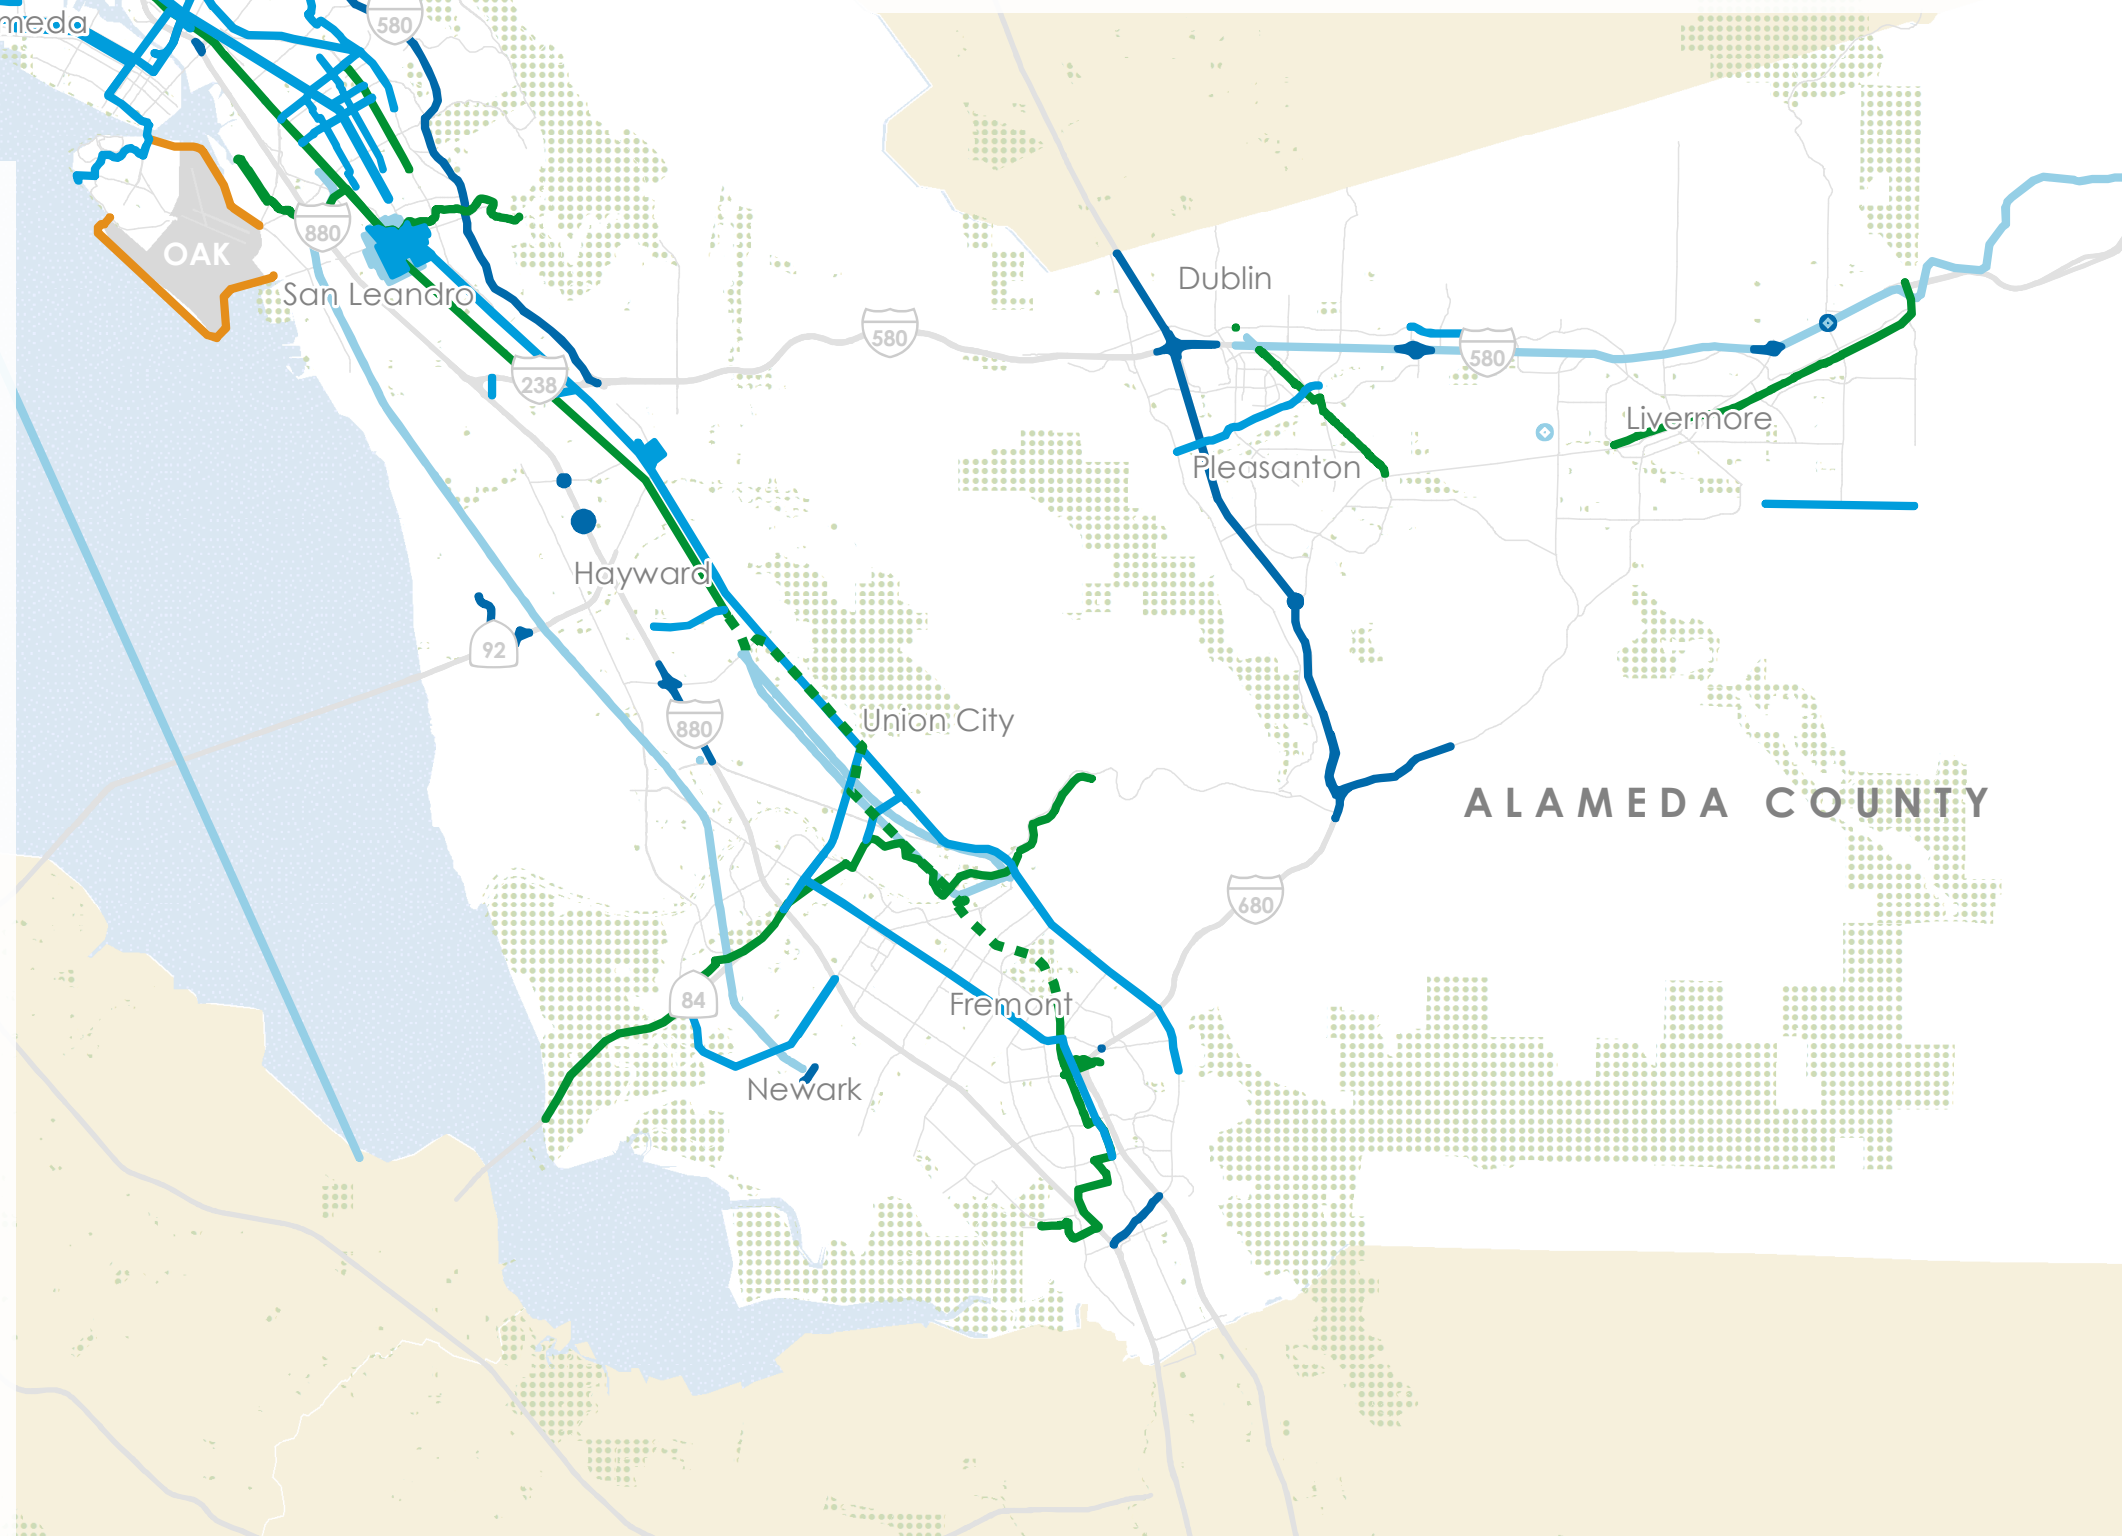 meda
580
880
OAK
San Leandro
Dublin
580
580
238
Livermore
Pleasanton
Hayward
92
880
Union City
ALAMEDA COUNTY
680
84
Fremont
Newark